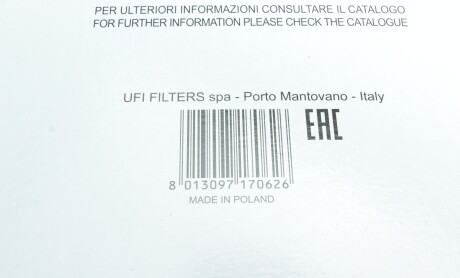 PER ULTERIORI INFORMAZIONI CONSULTARE IL CATALOGO
FOR FURTHER INFORMATION PLEASE CHECK THE CATALOGUE
UFI FILTERS spa - Porto Mantovano - Italy
EAC
8 013097 170626
MADE IN POLAND